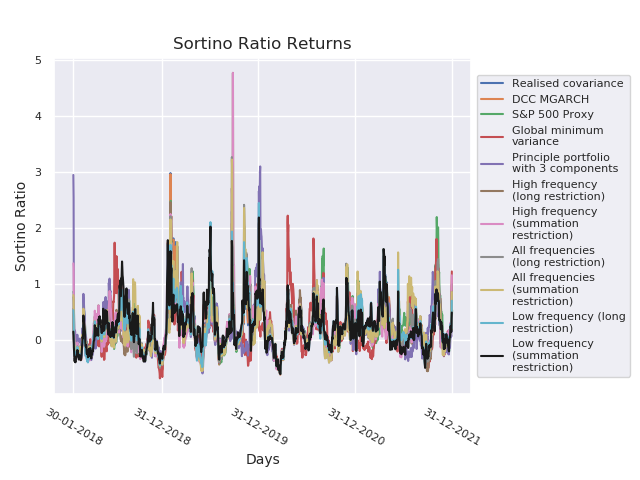 Sortino Ratio Returns
5
4
3
2
1
0
Sortino Ratio
30-01-2018
31-12-2018
31-12-2019
31-12-2020
31-12-2021
Days
Realised covariance
DCC MGARCH
S&P 500 Proxy
Global minimum
variance
Principle portfolio
with 3 components
High frequency
(long restriction)
High frequency
(summation
restriction)
All frequencies
(long restriction)
All frequencies
(summation
restriction)
Low frequency (long
restriction)
Low frequency
(summation
restriction)